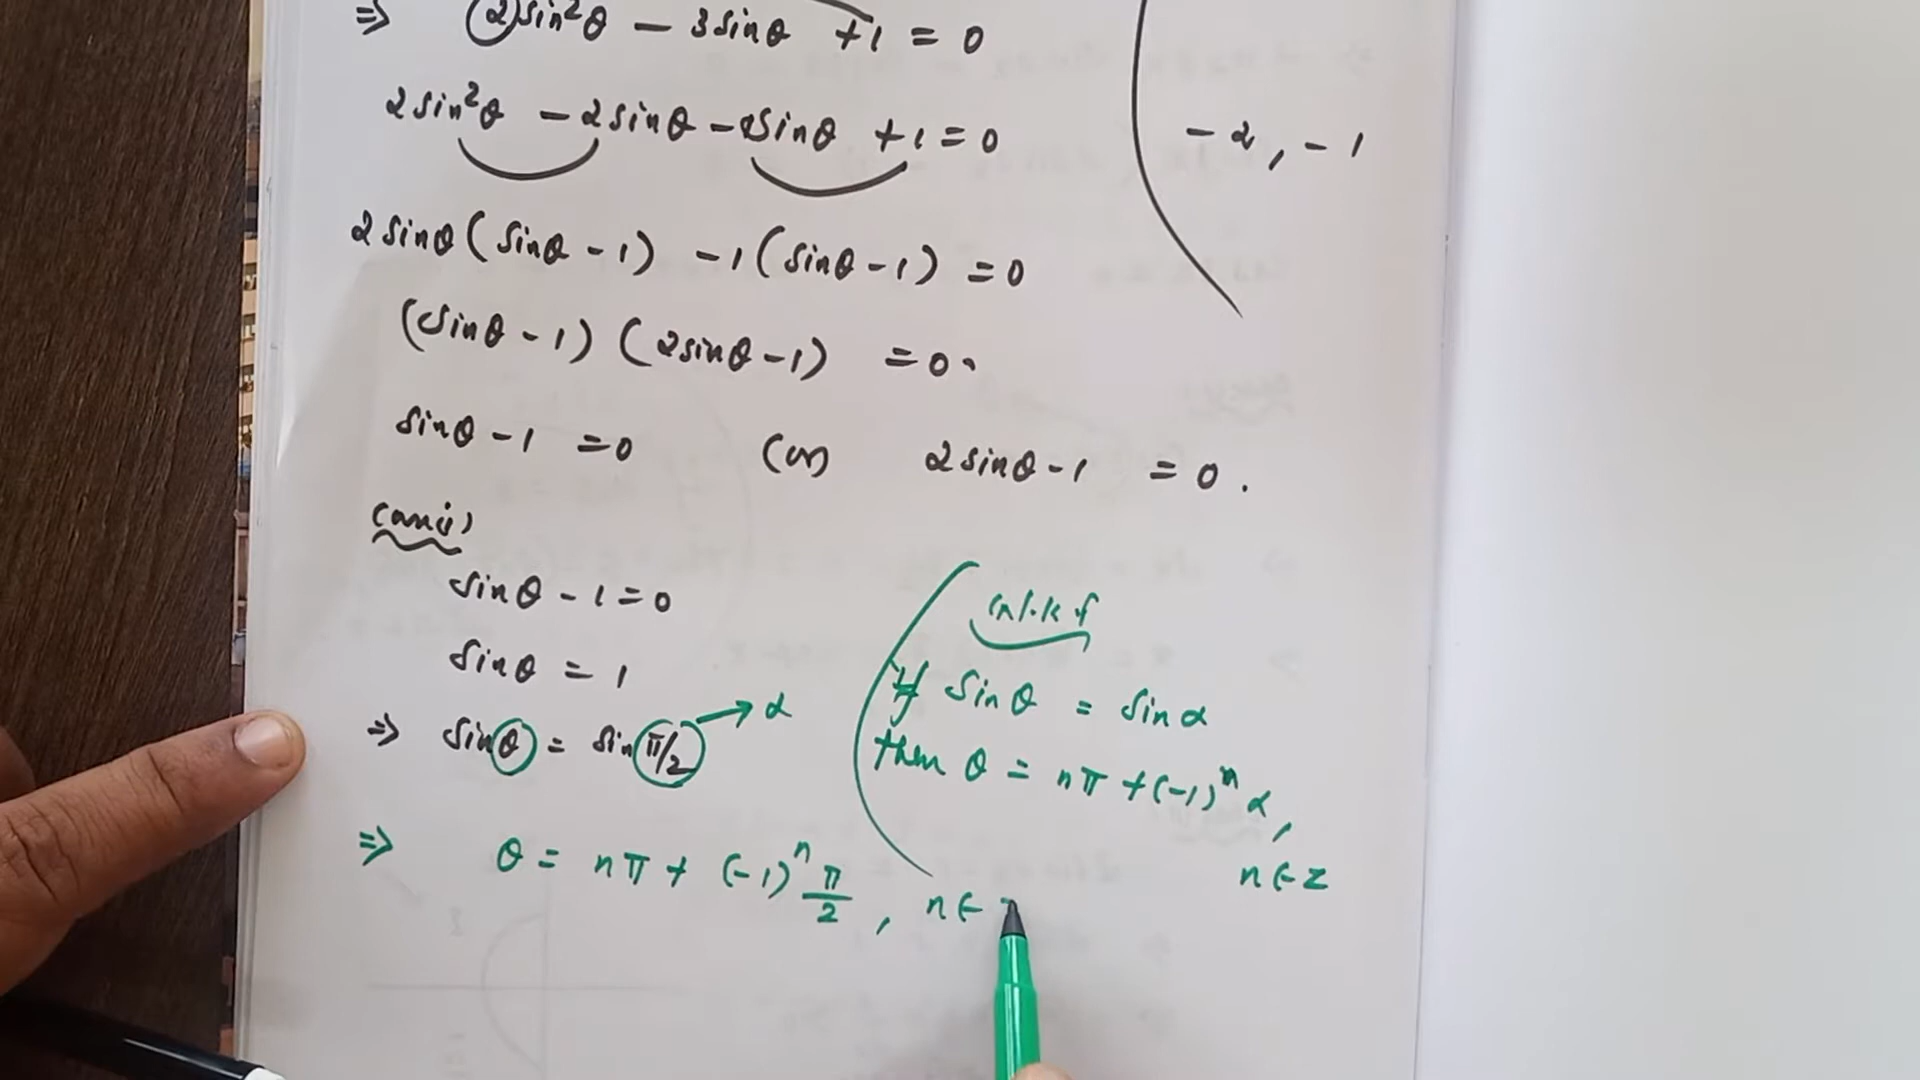 ⇒ 2sin²θ − 3sinθ + 1 = 0
2sin²θ − 2sinθ − sinθ + 1 = 0
− 2, − 1
2sinθ(sinθ − 1) − 1(sinθ − 1) = 0
(sinθ − 1) (2sinθ − 1) = 0.
sinθ − 1 = 0 (or) 2sinθ − 1 = 0.
Case i)
sinθ − 1 = 0
sinθ = 1
⇒ sinθ = sin π/2 → α
w.k.t
If sinθ = sinα
then θ = nπ + (−1)ⁿ α,
n ∈ Z
⇒ θ = nπ + (−1)ⁿ π/2, n ∈